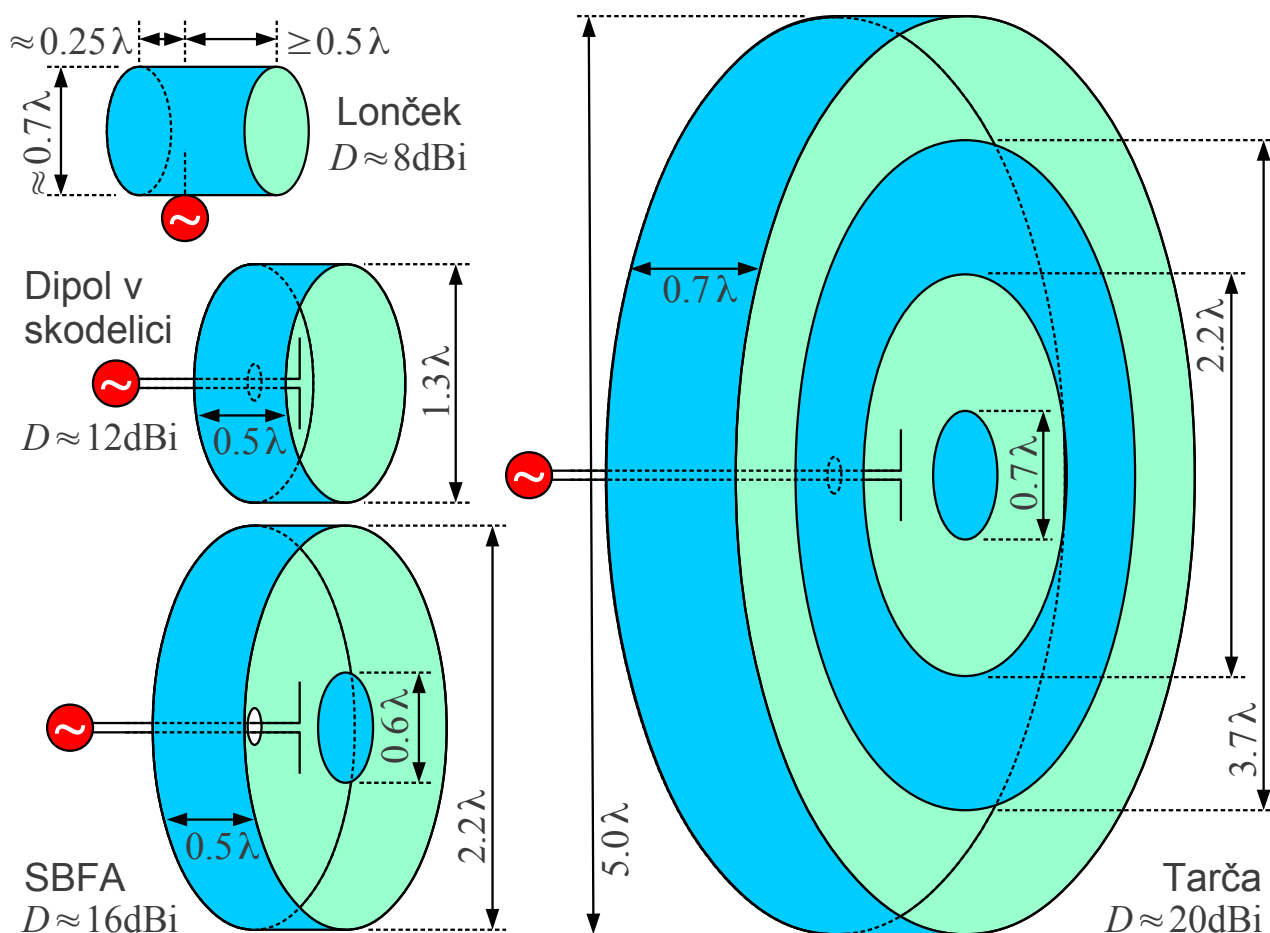 ≈0.25λ
≥0.5λ
≈0.7λ
Lonček
D≈8dBi
~
Dipol v
skodelici
~
D≈12dBi
0.5λ
1.3λ
~
0.6λ
0.5λ
2.2λ
SBFA
D≈16dBi
0.7λ
2.2λ
~
0.7λ
3.7λ
5.0λ
Tarča
D≈20dBi